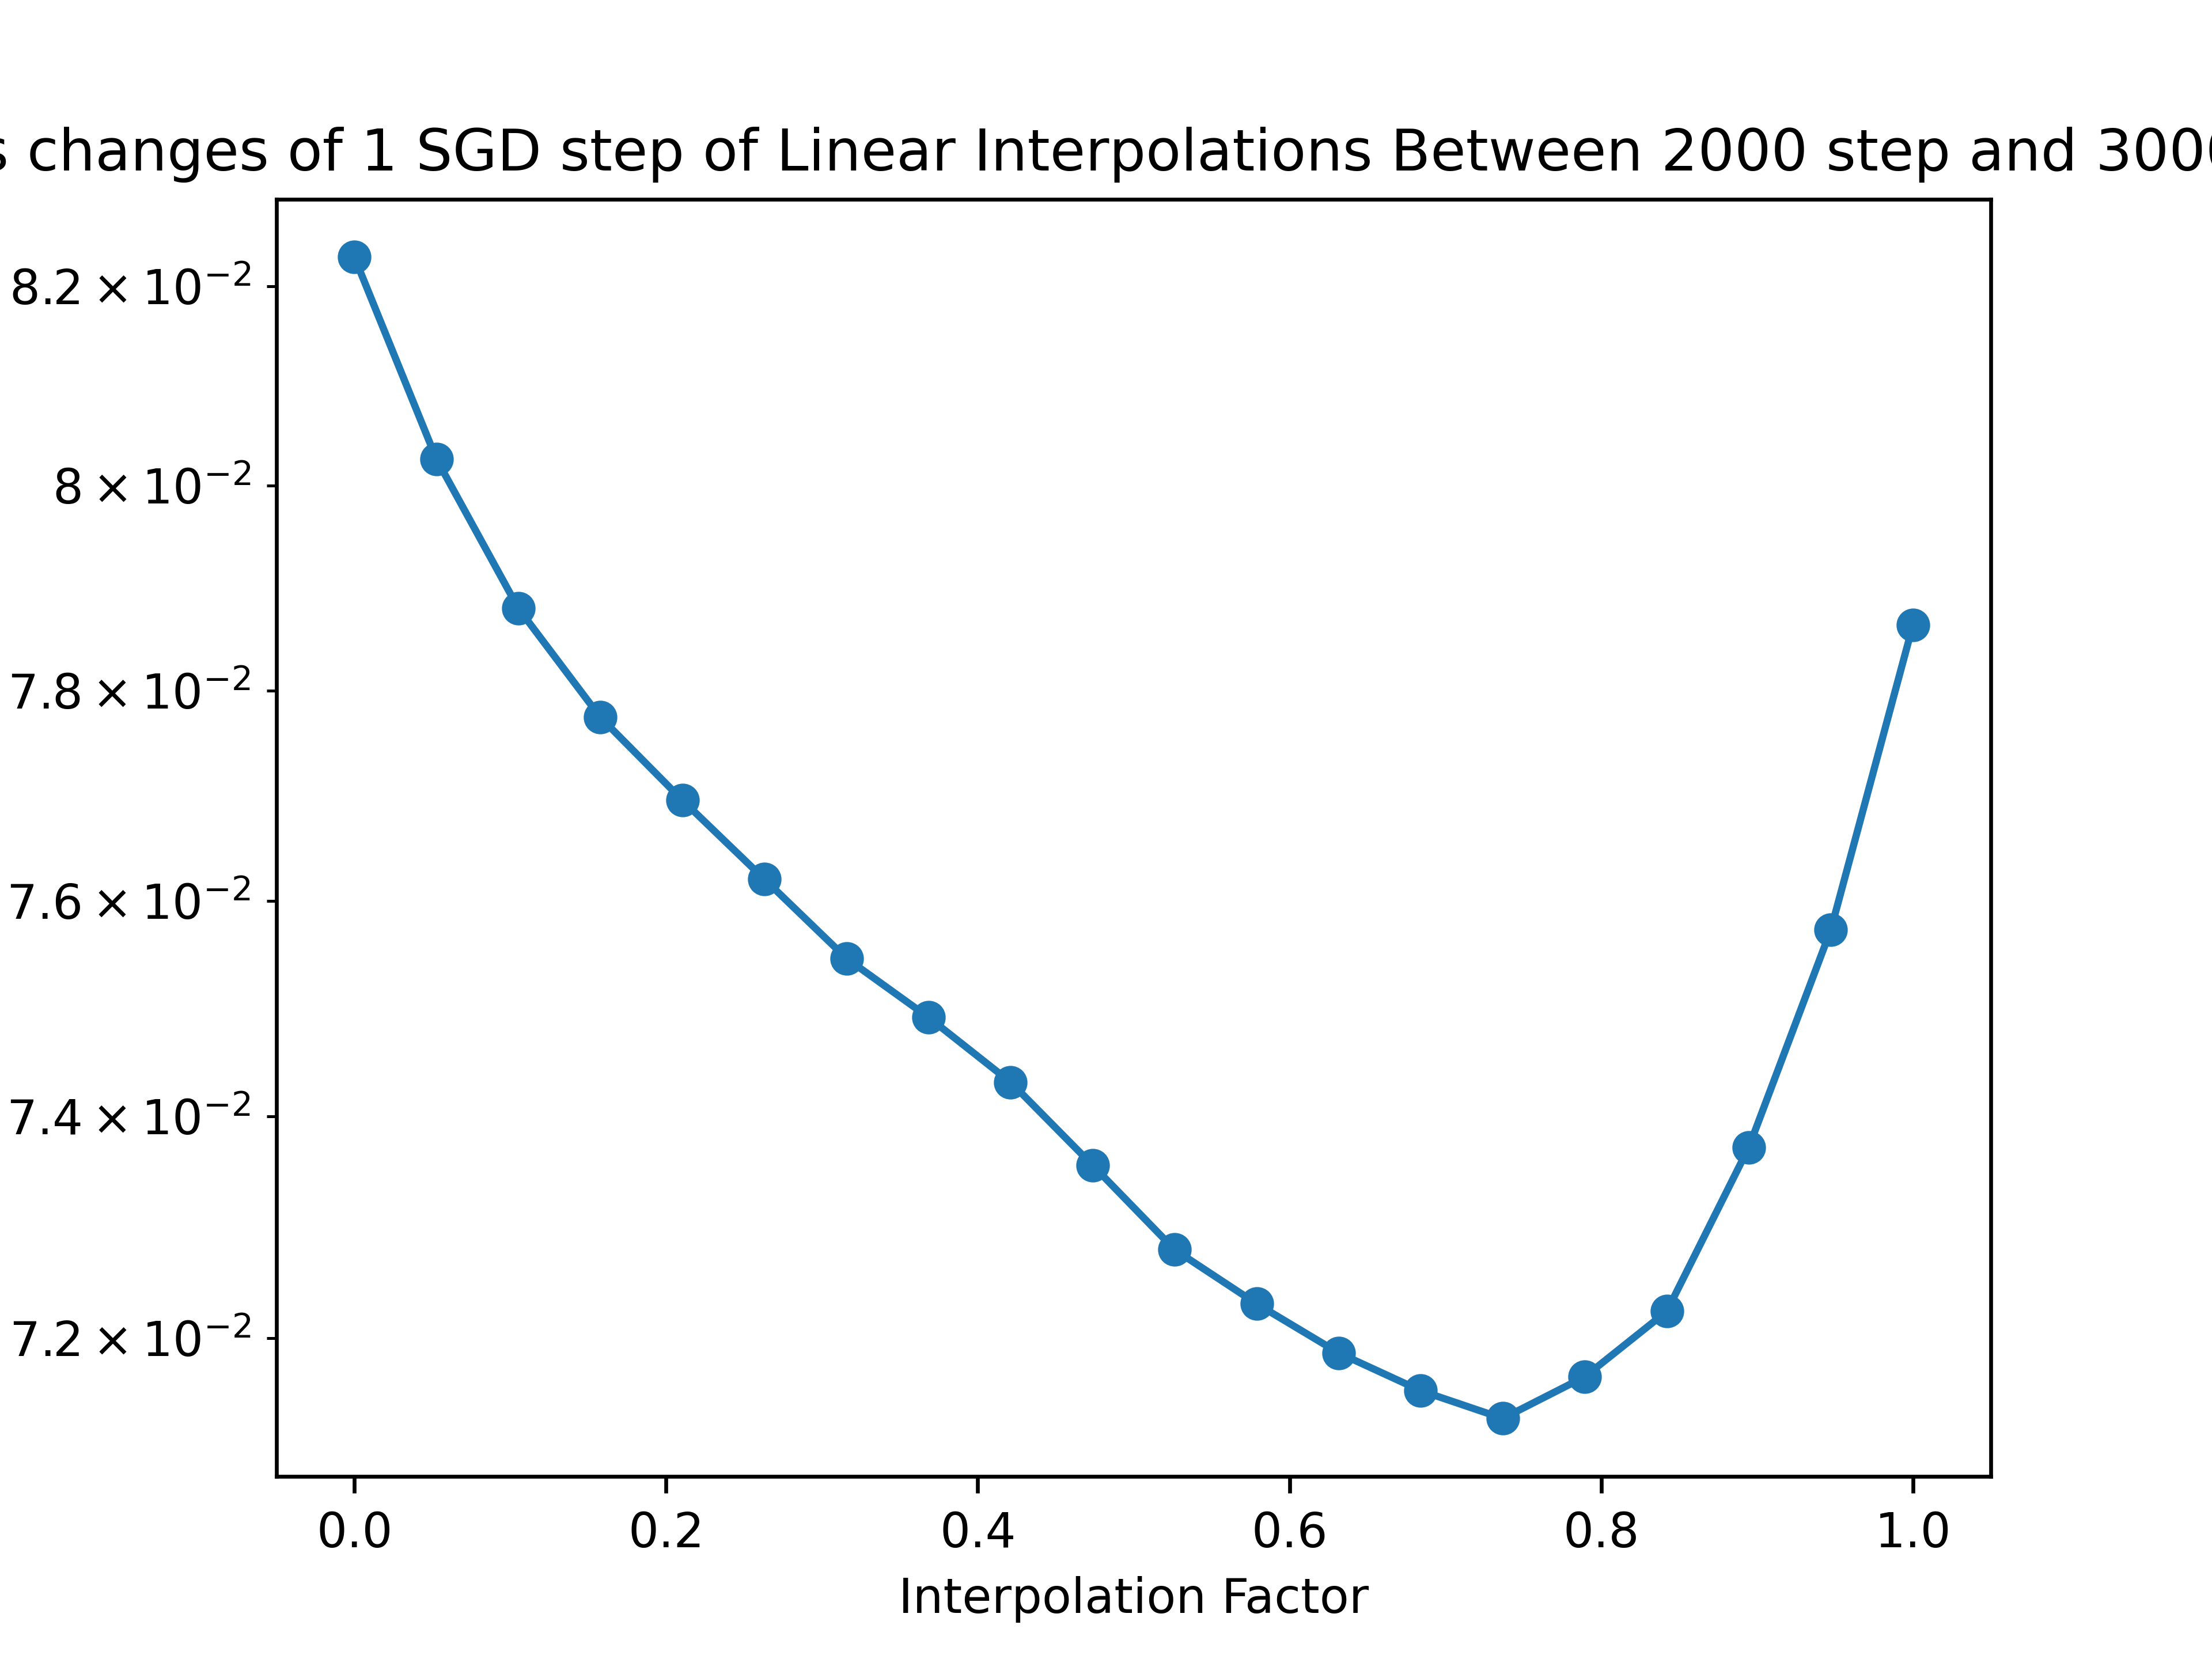 changes of 1 SGD step of Linear Interpolations Between 2000 step and 300
8.2 × 10⁻²
8 × 10⁻²
7.8 × 10⁻²
7.6 × 10⁻²
7.4 × 10⁻²
7.2 × 10⁻²
0.0 0.2 0.4 0.6 0.8 1.0
Interpolation Factor